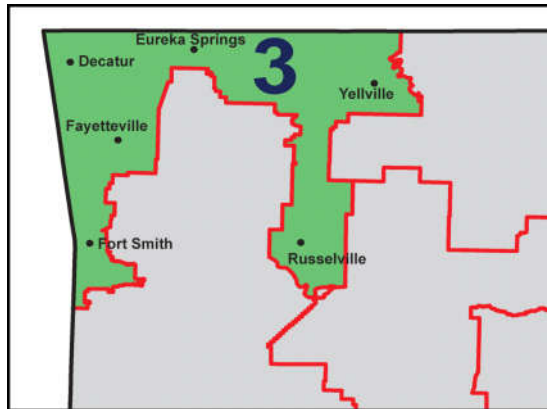 Eureka Springs
3
Decatur
Yellville
Fayetteville
Fort Smith
Russelville